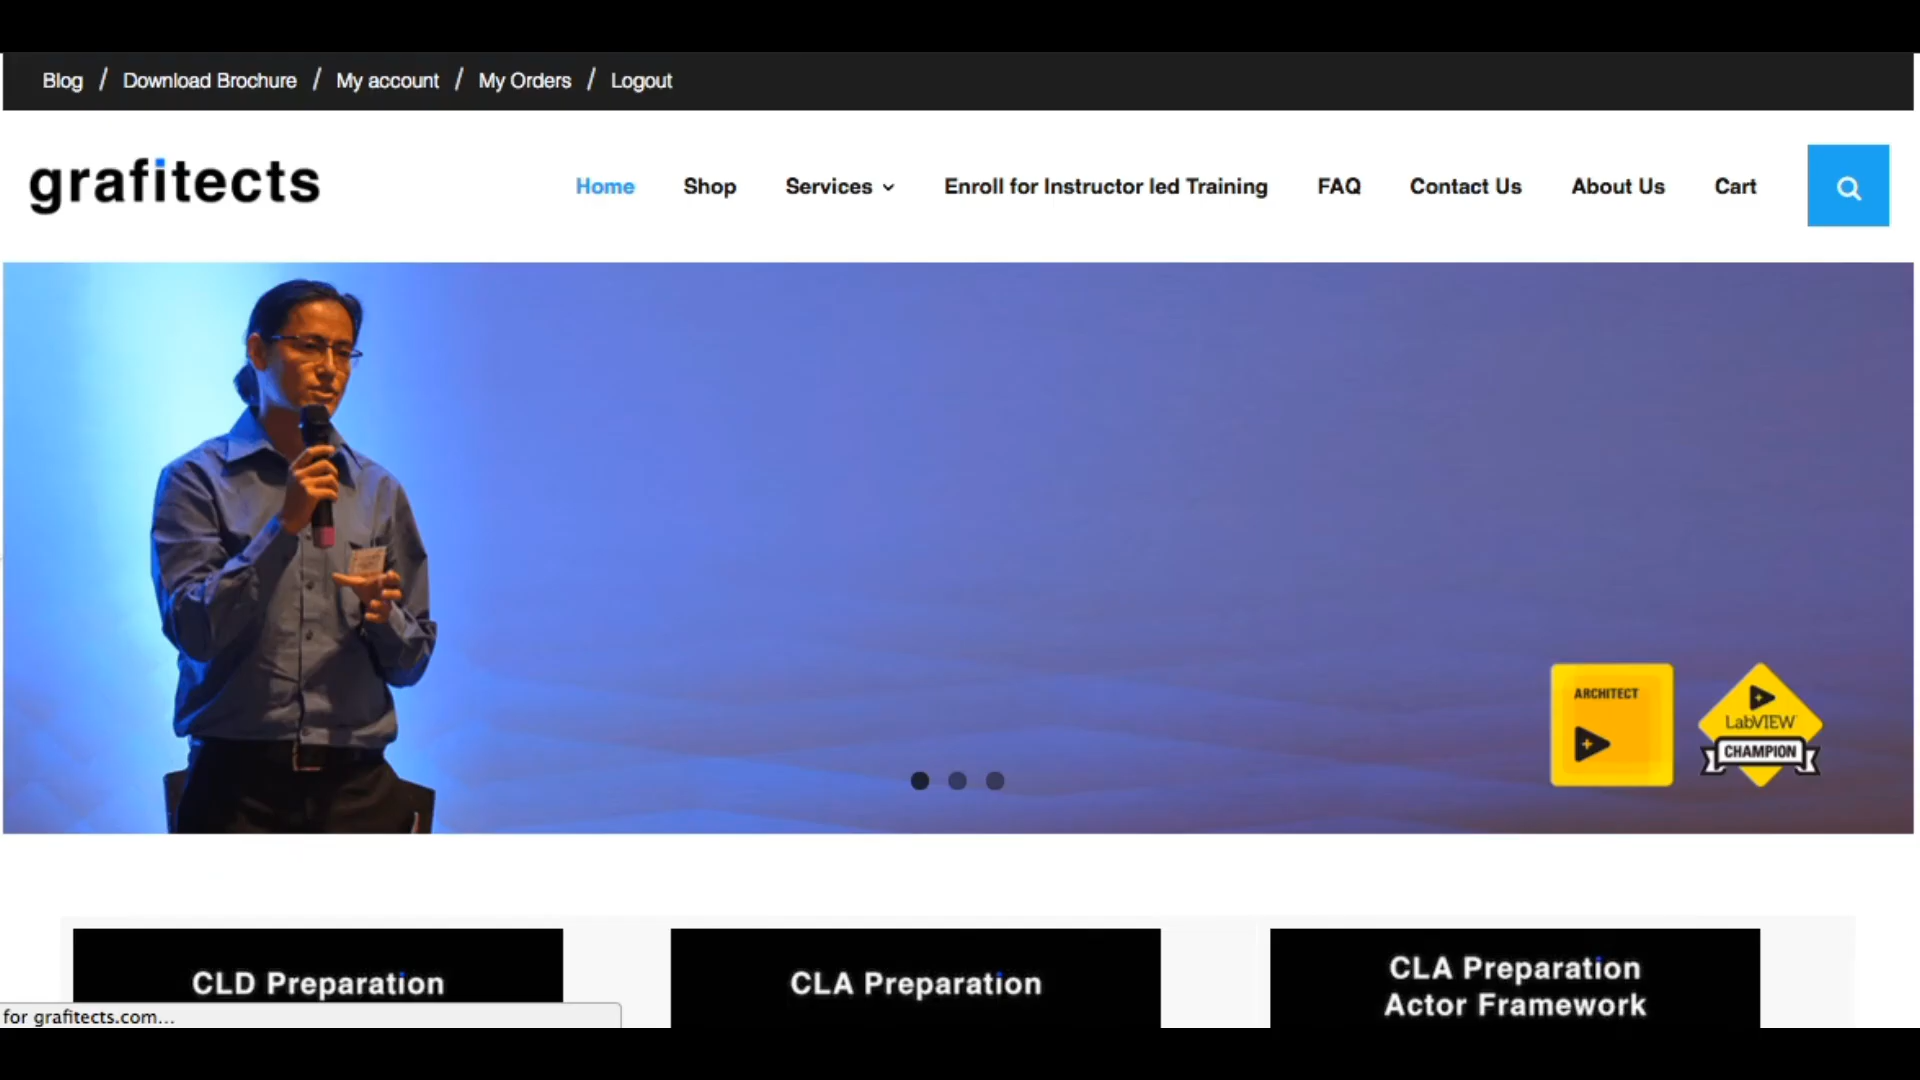 Blog / Download Brochure / My account / My Orders / Logout
grafitects
Home Shop Services Enroll for Instructor led Training FAQ Contact Us About Us Cart
ARCHITECT
LabVIEW
CHAMPION
CLD Preparation
CLA Preparation
CLA Preparation
Actor Framework
for grafitects.com...